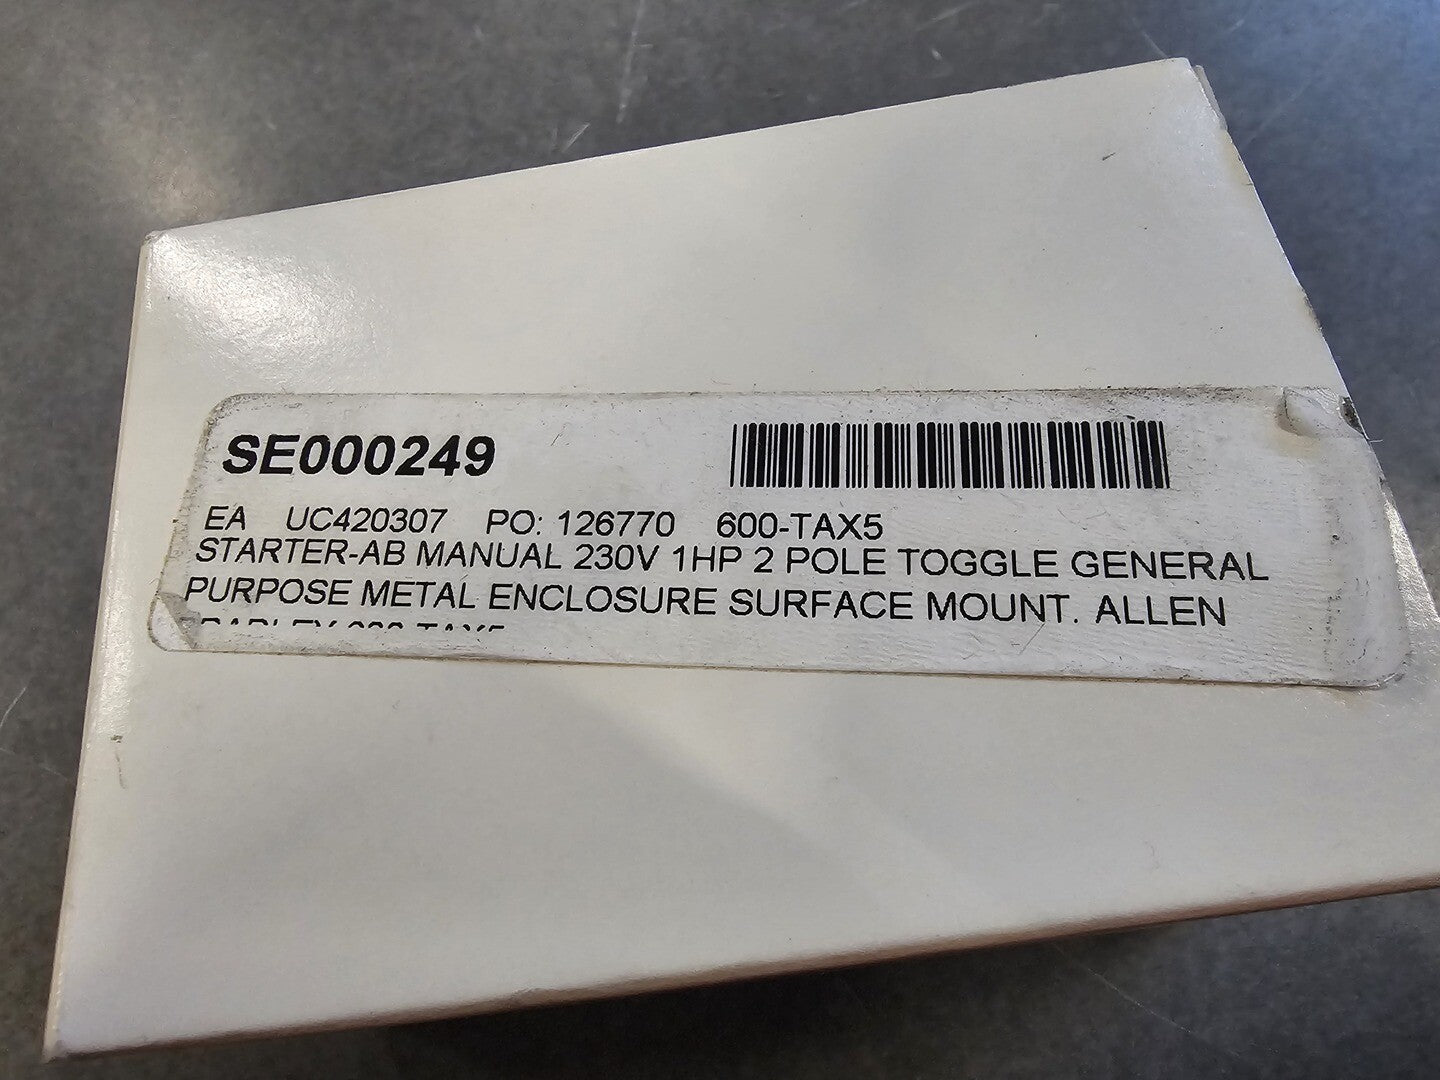 SE000249
EA UC420307 PO: 126770 600-TAX5
STARTER-AB MANUAL 230V 1HP 2 POLE TOGGLE GENERAL
PURPOSE METAL ENCLOSURE SURFACE MOUNT. ALLEN